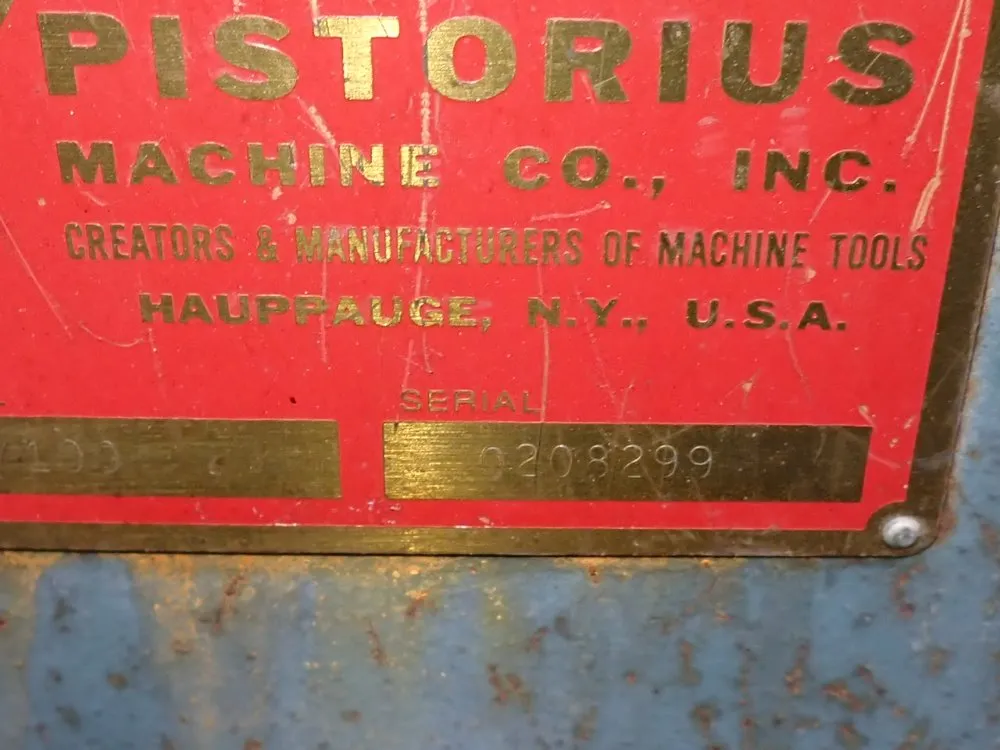 PISTORIUS
MACHINE CO., INC.
CREATORS & MANUFACTURERS OF MACHINE TOOLS
HAUPPAUGE, N.Y., U.S.A.
SERIAL
0208299